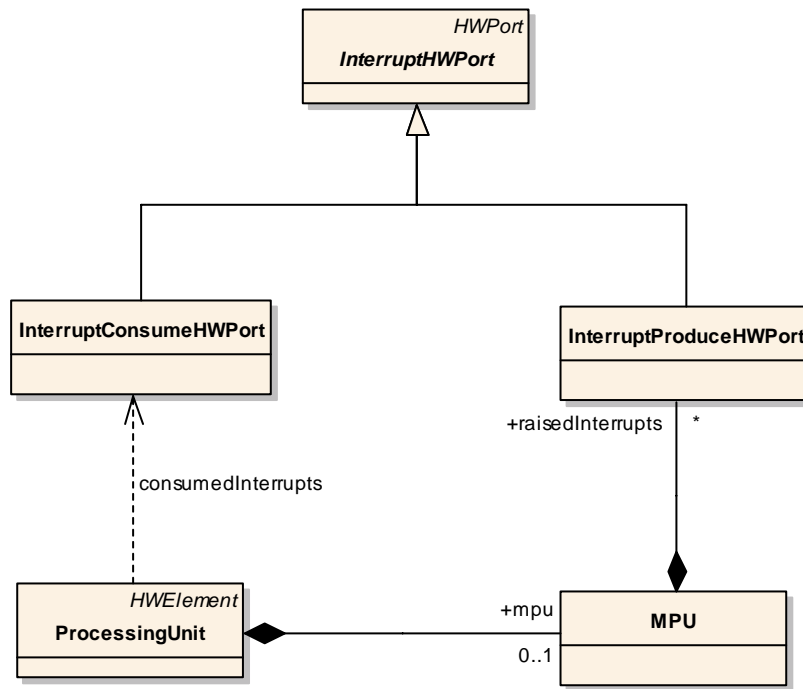 HWPort
InterruptHWPort
InterruptConsumeHWPort
InterruptProduceHWPort
+raisedInterrupts *
consumedInterrupts
HWElement
ProcessingUnit
+mpu
0..1
MPU